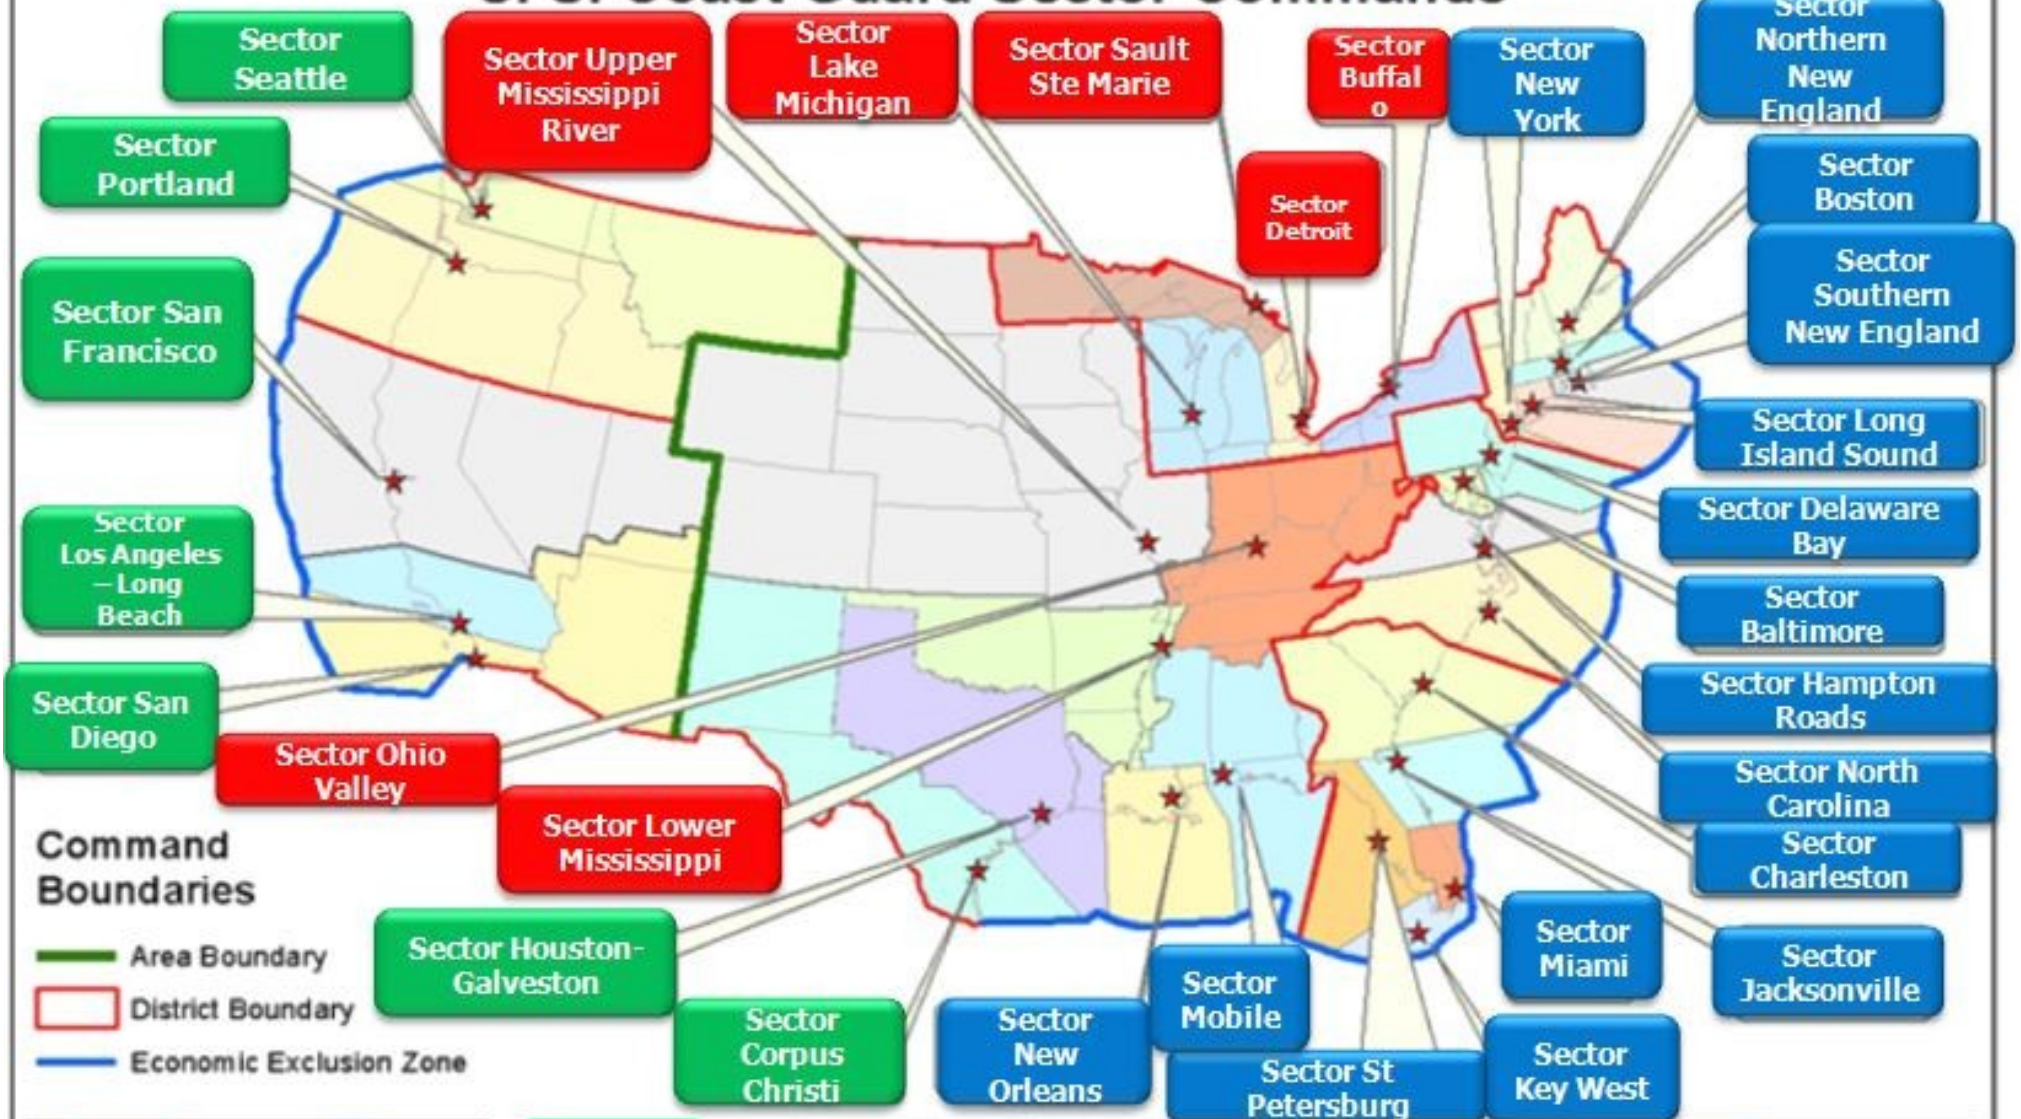 U. S. Coast Guard Sector Commands
Sector
Seattle
Sector Upper
Mississippi
River
Sector
Lake
Michigan
Sector Sault
Ste Marie
Sector
Buffal
o
Sector
New
York
Sector
Northern
New
England
Sector
Portland
Sector
Boston
Sector
Detroit
Sector
Southern
New England
Sector San
Francisco
Sector Long
Island Sound
Sector Delaware
Bay
Sector
Los Angeles
– Long
Beach
Sector
Baltimore
Sector San
Diego
Sector Hampton
Roads
Sector Ohio
Valley
Sector North
Carolina
Sector Lower
Mississippi
Sector
Charleston
Command
Boundaries
Area Boundary
District Boundary
Economic Exclusion Zone
Sector Houston-
Galveston
Sector
Miami
Sector
Jacksonville
Sector
Mobile
Sector
Corpus
Christi
Sector
New
Orleans
Sector St
Petersburg
Sector
Key West